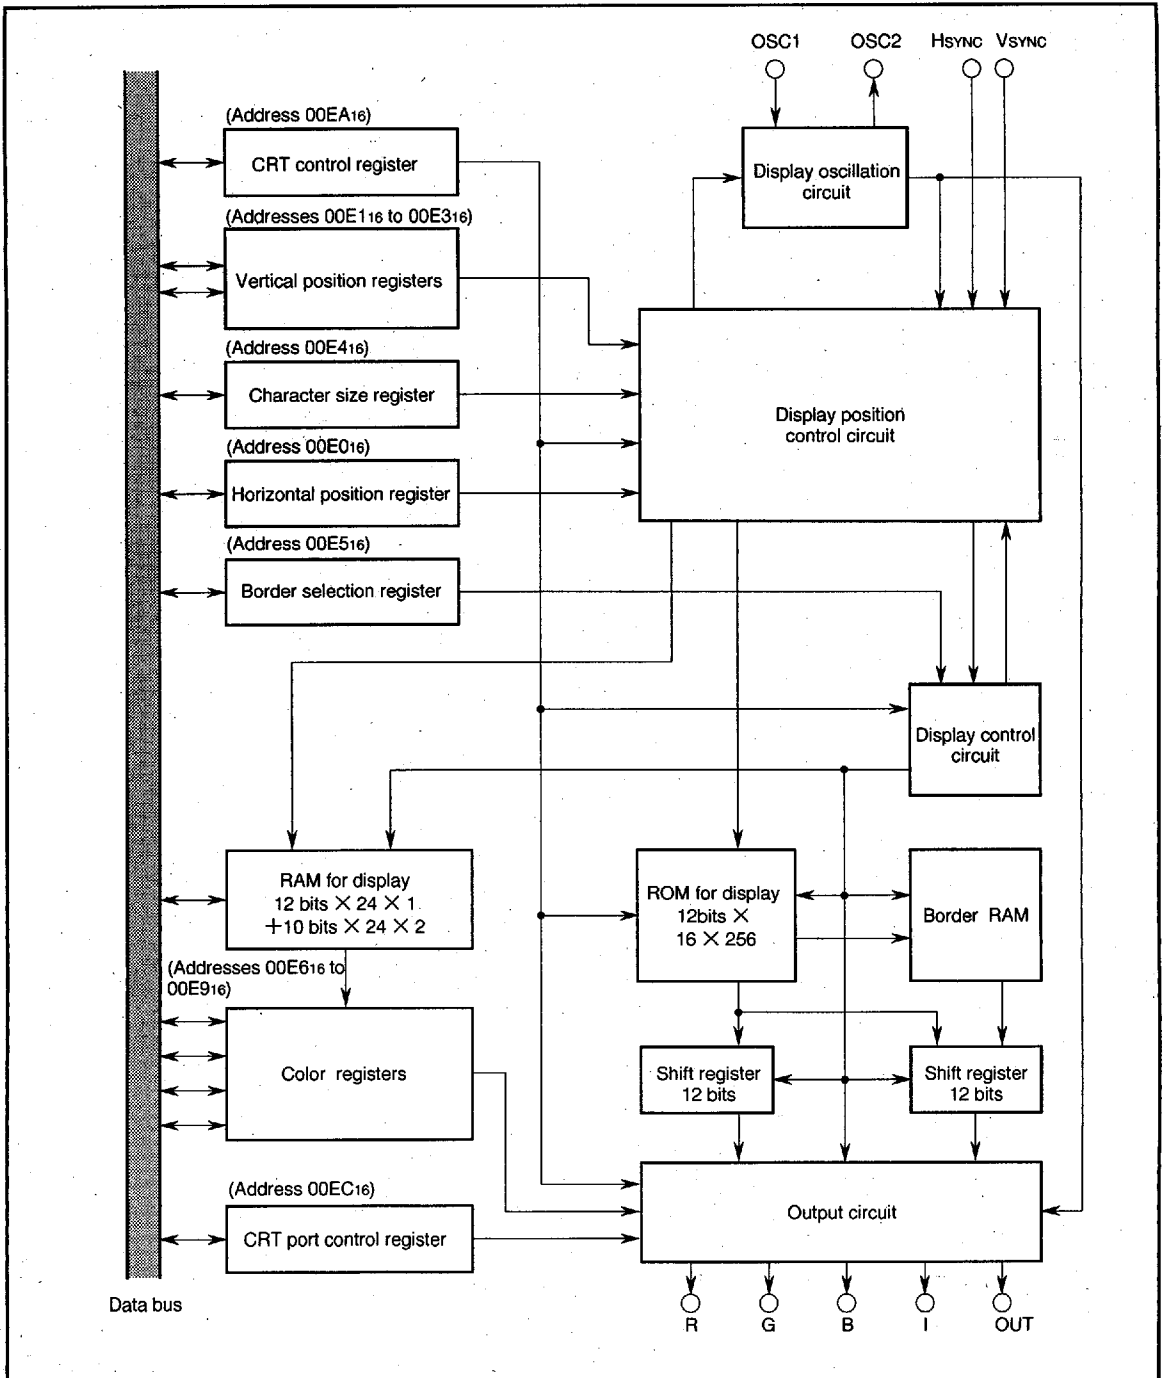 OSC1 OSC2 HSYNC VSYNC
(Address 00EA16)
CRT control register
Display oscillation
circuit
(Addresses 00E116 to 00E316)
Vertical position registers
(Address 00E416)
Character size register
Display position
control circuit
(Address 00E016)
Horizontal position register
(Address 00E516)
Border selection register
Display control
circuit
RAM for display
12 bits × 24 × 1
+10 bits × 24 × 2
ROM for display
12bits ×
16 × 256
Border RAM
(Addresses 00E616 to
00E916)
Color registers
Shift register
12 bits
Shift register
12 bits
(Address 00EC16)
CRT port control register
Output circuit
Data bus
R G B I OUT